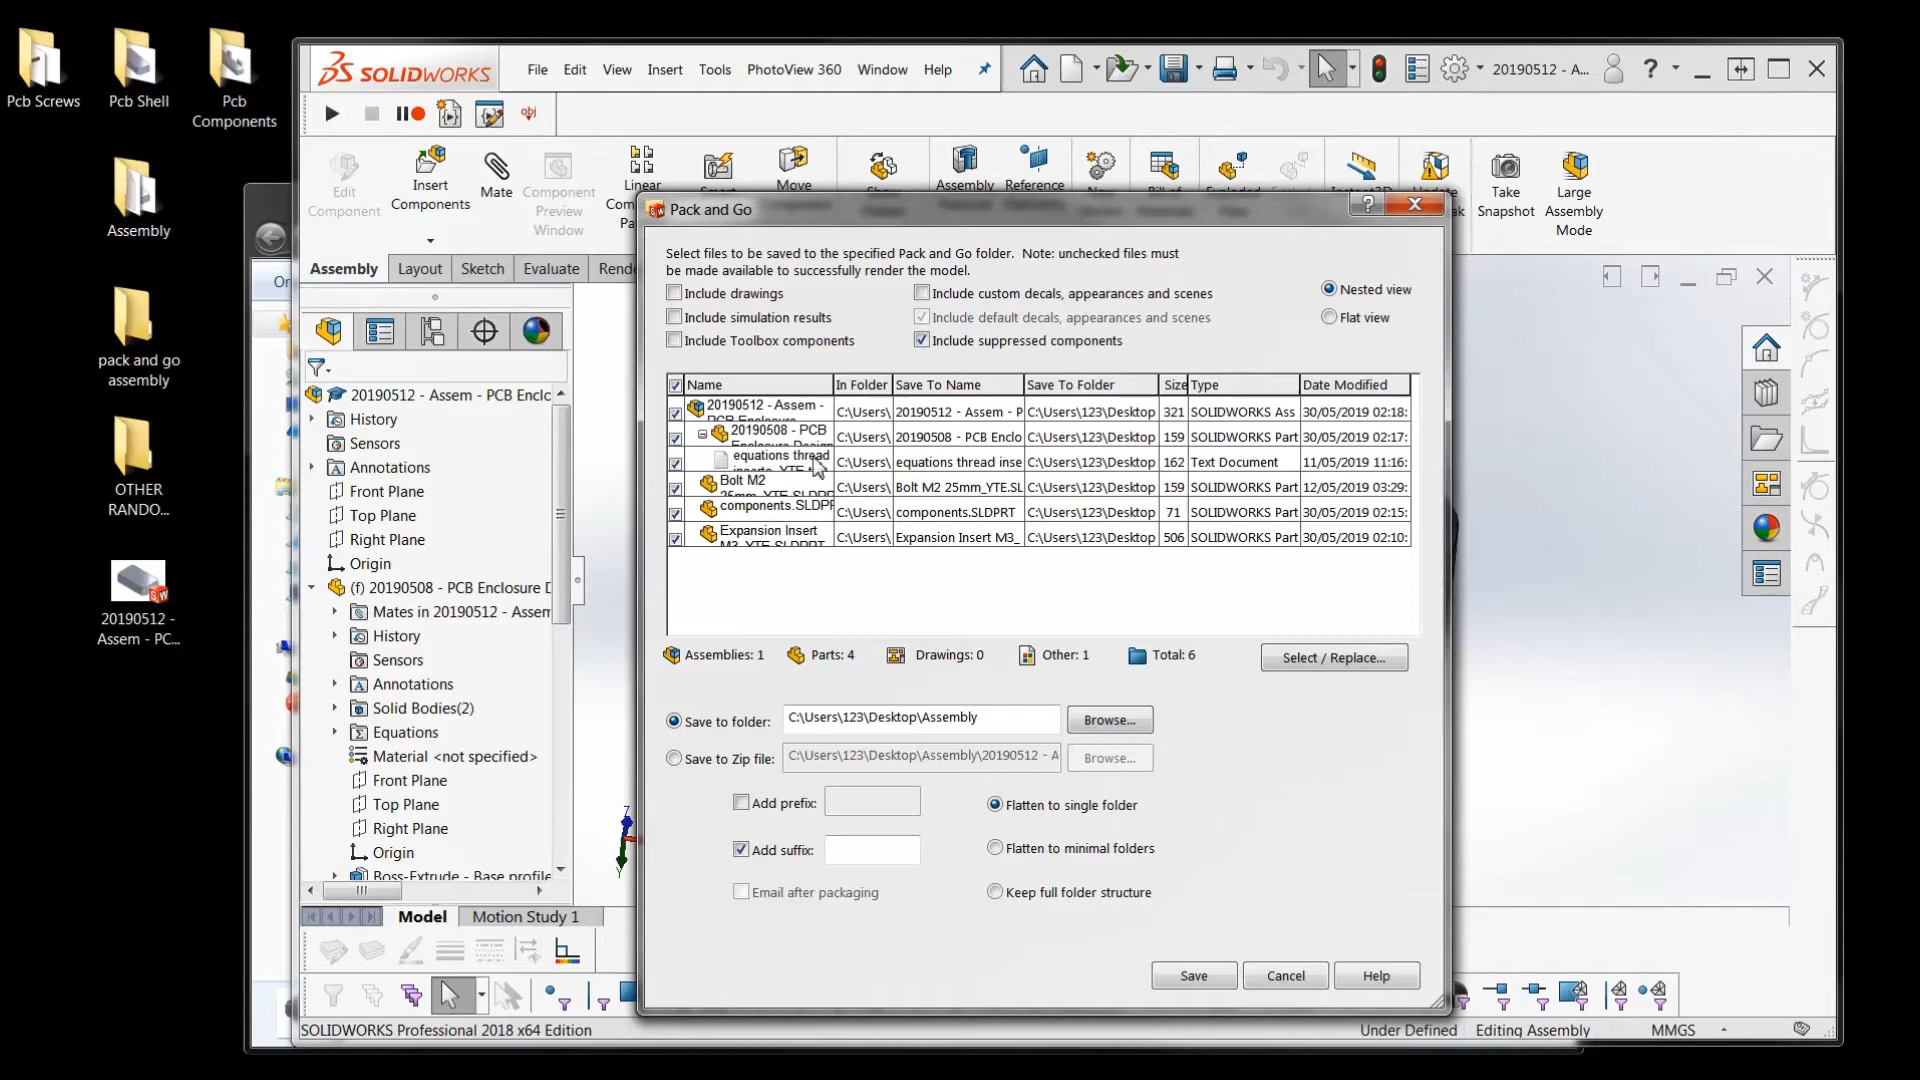 Pcb Screws
Pcb Shell
Pcb
Components
Assembly
pack and go
assembly
OTHER
RANDO...
20190512 -
Assem - PC...
SOLIDWORKS
File Edit View Insert Tools PhotoView 360 Window Help
20190512 - A...
?
obj
Edit
Component
Insert
Components
Mate
Component
Preview
Window
Linear
Move
Assembly
Reference
Take
Snapshot
Large
Assembly
Mode
Assembly Layout Sketch Evaluate
20190512 - Assem - PCB Enclc
History
Sensors
Annotations
Front Plane
Top Plane
Right Plane
Origin
(f) 20190508 - PCB Enclosure D
Mates in 20190512 - Assem
History
Sensors
Annotations
Solid Bodies(2)
Equations
Material <not specified>
Front Plane
Top Plane
Right Plane
Origin
Boss-Extrude - Base profile
Model Motion Study 1
SOLIDWORKS Professional 2018 x64 Edition
Under Defined Editing Assembly MMGS
Pack and Go
Select files to be saved to the specified Pack and Go folder. Note: unchecked files must
be made available to successfully render the model.
Include drawings
Include custom decals, appearances and scenes
Nested view
Include simulation results
Include default decals, appearances and scenes
Flat view
Include Toolbox components
Include suppressed components
Name In Folder Save To Name Save To Folder Size Type Date Modified
20190512 - Assem - C:\Users\ 20190512 - Assem - P C:\Users\123\Desktop 321 SOLIDWORKS Ass 30/05/2019 02:18:
20190508 - PCB C:\Users\ 20190508 - PCB Enclo C:\Users\123\Desktop 159 SOLIDWORKS Part 30/05/2019 02:17:
equations thread C:\Users\ equations thread inse C:\Users\123\Desktop 162 Text Document 11/05/2019 11:16:
Bolt M2 C:\Users\ Bolt M2 25mm_YTE.SL C:\Users\123\Desktop 159 SOLIDWORKS Part 12/05/2019 03:29:
components.SLDPF C:\Users\ components.SLDPRT C:\Users\123\Desktop 71 SOLIDWORKS Part 30/05/2019 02:15:
Expansion Insert C:\Users\ Expansion Insert M3_ C:\Users\123\Desktop 506 SOLIDWORKS Part 30/05/2019 02:10:
Assemblies: 1 Parts: 4 Drawings: 0 Other: 1 Total: 6 Select / Replace...
Save to folder: C:\Users\123\Desktop\Assembly Browse...
Save to Zip file: C:\Users\123\Desktop\Assembly\20190512 - A Browse...
Add prefix: Flatten to single folder
Add suffix: Flatten to minimal folders
Email after packaging Keep full folder structure
Save Cancel Help